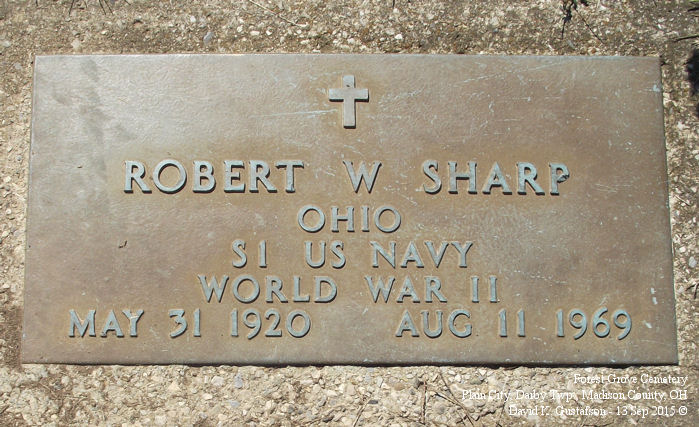 ROBERT W SHARP
OHIO
S1 US NAVY
WORLD WAR II
MAY 31 1920 AUG 11 1969
Forest Grove Cemetery
Plain City, Darby Twp., Madison County, OH
David K. Gustafson - 13 Sep 2015 ©